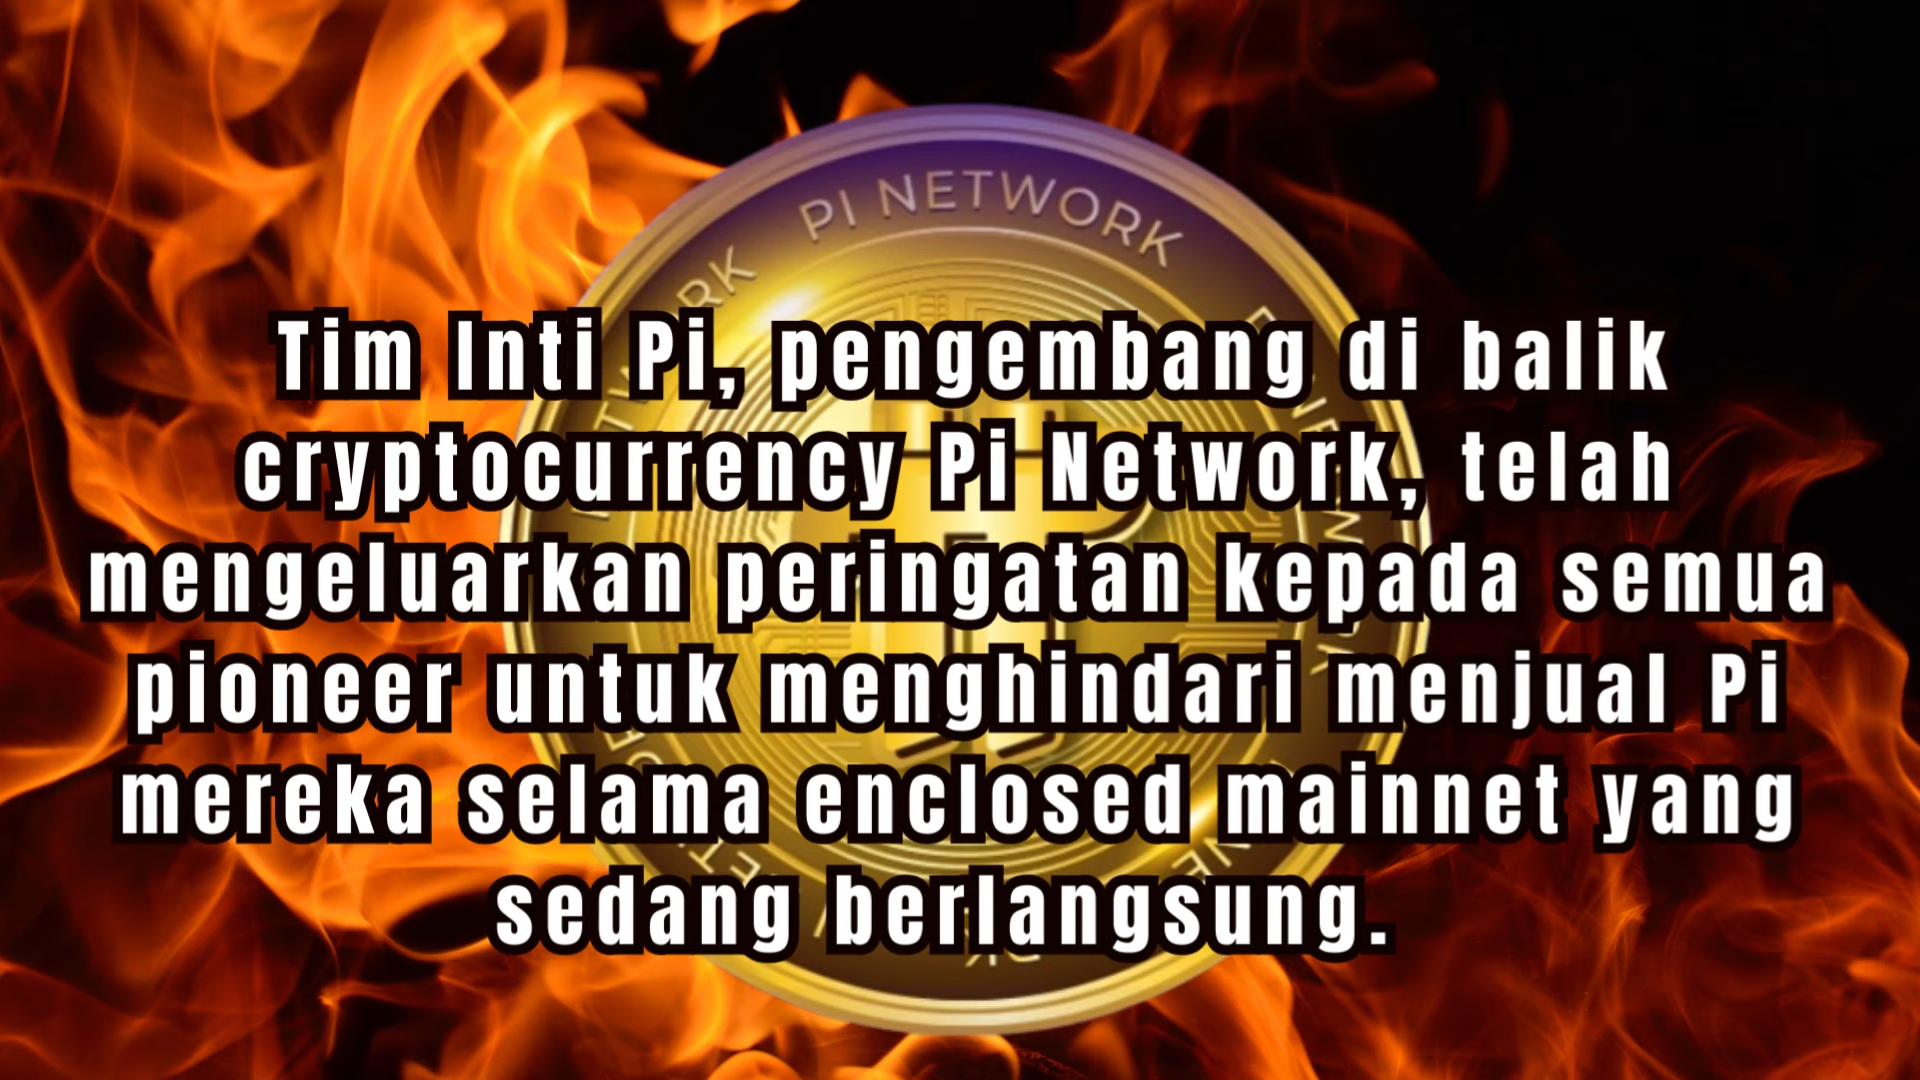 PI NETWORK
Tim Inti Pi, pengembang di balik
cryptocurrency Pi Network, telah
mengeluarkan peringatan kepada semua
pioneer untuk menghindari menjual Pi
mereka selama enclosed mainnet yang
sedang berlangsung.